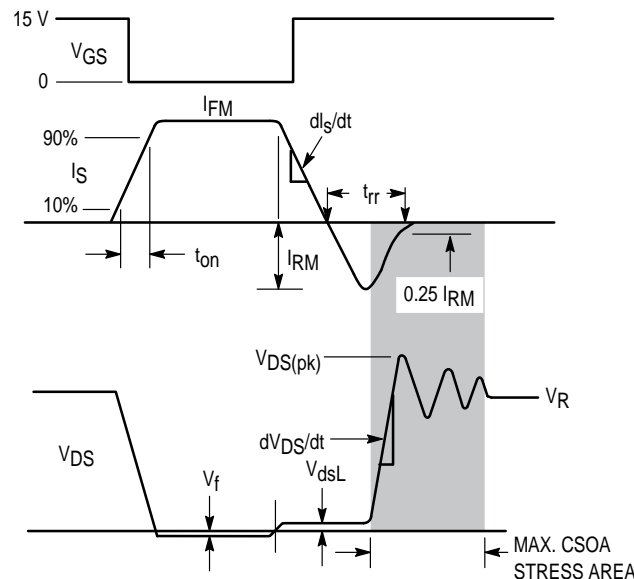 15 V
VGS
0
IFM
90%
dIS/dt
IS
trr
10%
ton
IRM
0.25 IRM
VDS(pk)
VR
dVDS/dt
VDS
Vf
VdsL
MAX. CSOA
STRESS AREA